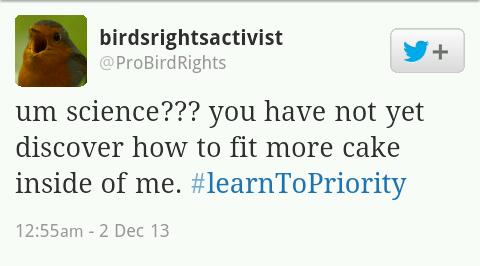 birdsrightsactivist
@ProBirdRights
um science??? you have not yet
discover how to fit more cake
inside of me. #learnToPriority
12:55am - 2 Dec 13